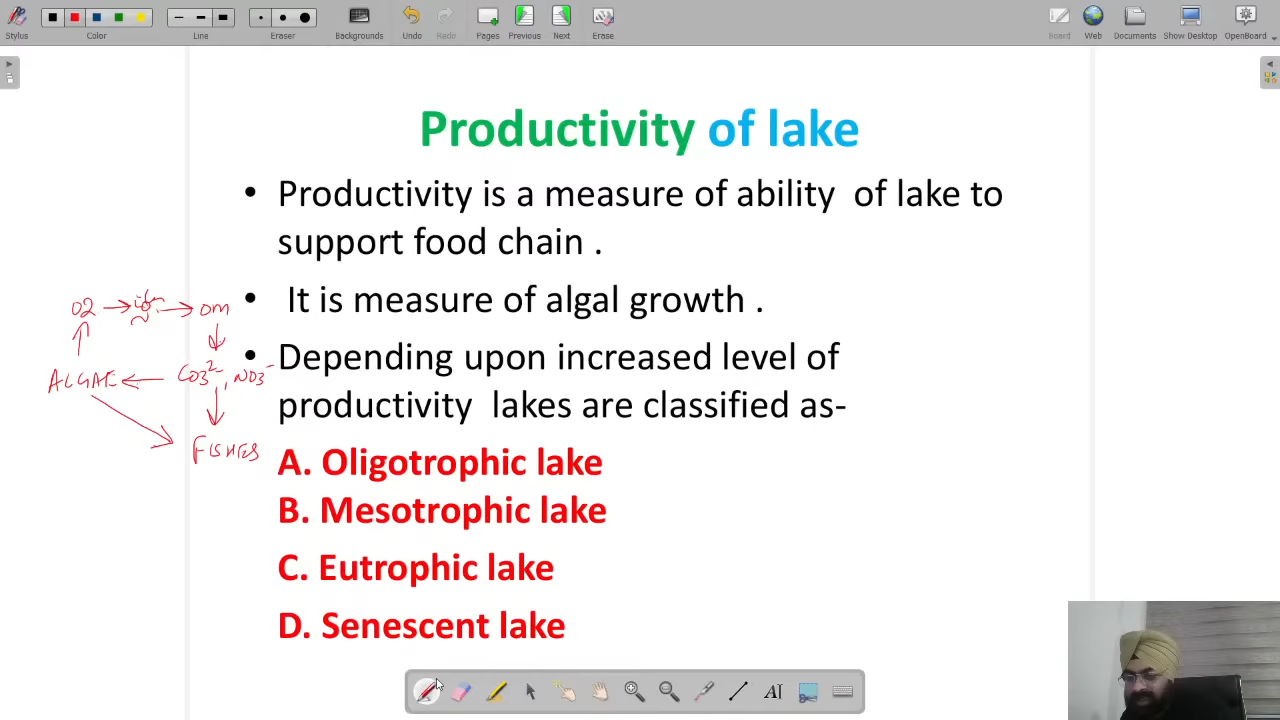 Stylus
Color
Line
Eraser
Backgrounds
Undo
Redo
Pages
Previous
Next
Erase
Board
Web
Documents
Show Desktop
OpenBoard
Productivity of lake
• Productivity is a measure of ability of lake to
support food chain .
• It is measure of algal growth .
• Depending upon increased level of
productivity lakes are classified as-
A. Oligotrophic lake
B. Mesotrophic lake
C. Eutrophic lake
D. Senescent lake
O2 → → om
ALGAE ← CO3²⁻, NO3⁻
FISHES
AI